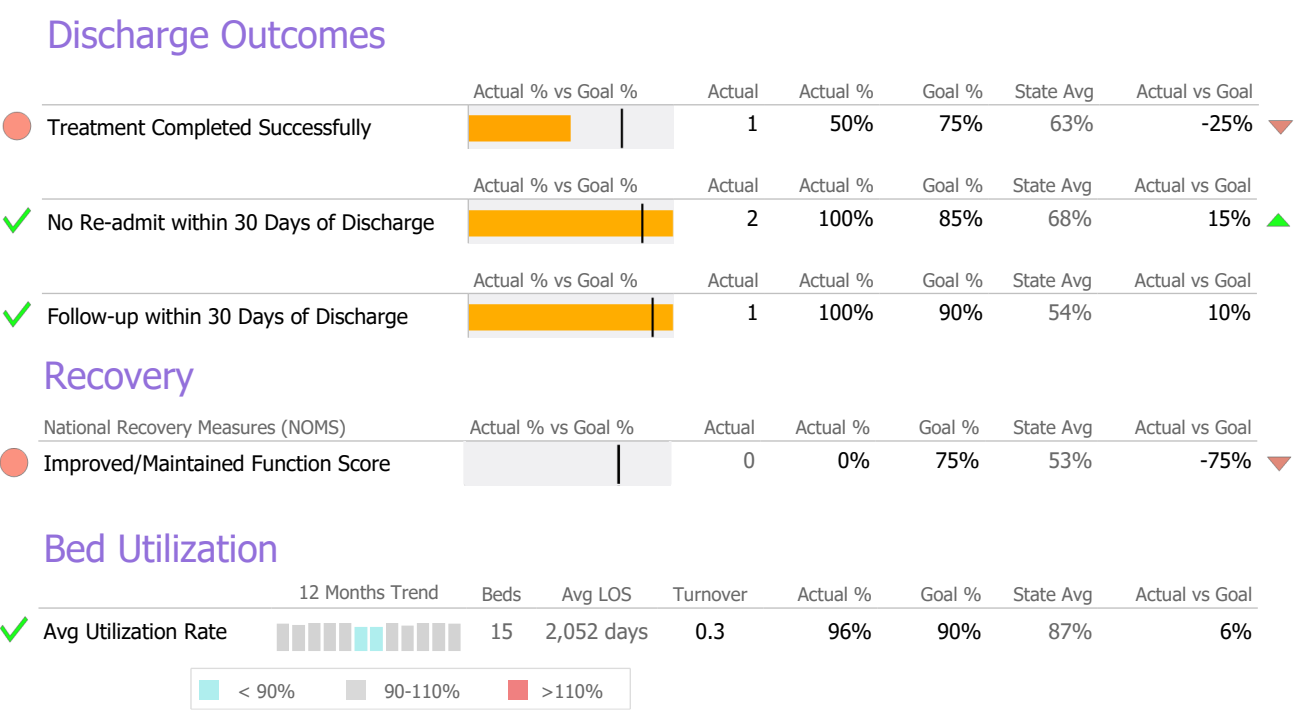 Discharge Outcomes
Actual % vs Goal % Actual Actual % Goal % State Avg Actual vs Goal
Treatment Completed Successfully 1 50% 75% 63% -25%
Actual % vs Goal % Actual Actual % Goal % State Avg Actual vs Goal
No Re-admit within 30 Days of Discharge 2 100% 85% 68% 15%
Actual % vs Goal % Actual Actual % Goal % State Avg Actual vs Goal
Follow-up within 30 Days of Discharge 1 100% 90% 54% 10%
Recovery
National Recovery Measures (NOMS) Actual % vs Goal % Actual Actual % Goal % State Avg Actual vs Goal
Improved/Maintained Function Score 0 0% 75% 53% -75%
Bed Utilization
12 Months Trend Beds Avg LOS Turnover Actual % Goal % State Avg Actual vs Goal
Avg Utilization Rate 15 2,052 days 0.3 96% 90% 87% 6%
< 90% 90-110% >110%